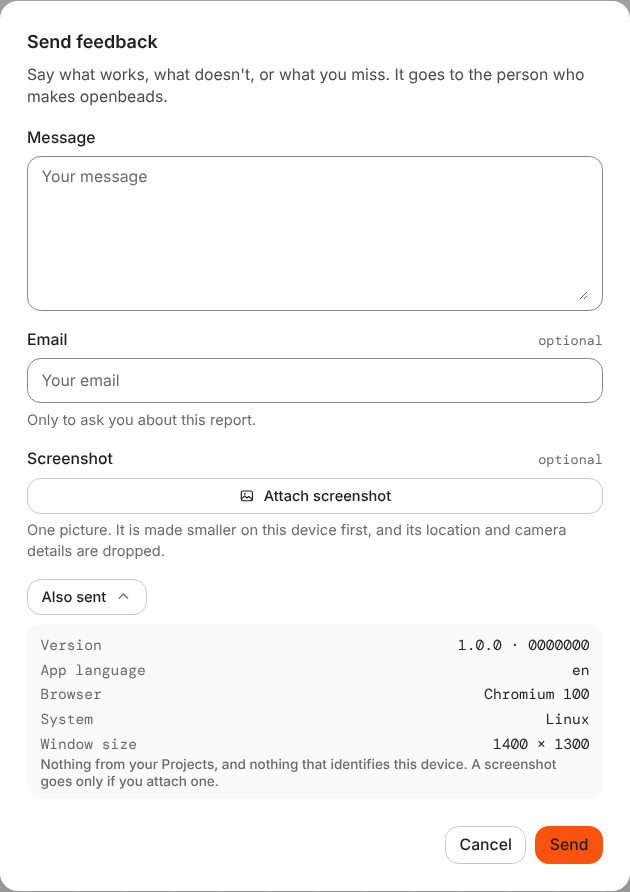 Send feedback
Say what works, what doesn't, or what you miss. It goes to the person who
makes openbeads.
Message
Your message
Email optional
Your email
Only to ask you about this report.
Screenshot optional
Attach screenshot
One picture. It is made smaller on this device first, and its location and camera
details are dropped.
Also sent
Version 1.0.0 · 0000000
App language en
Browser Chromium 100
System Linux
Window size 1400 × 1300
Nothing from your Projects, and nothing that identifies this device. A screenshot
goes only if you attach one.
Cancel Send